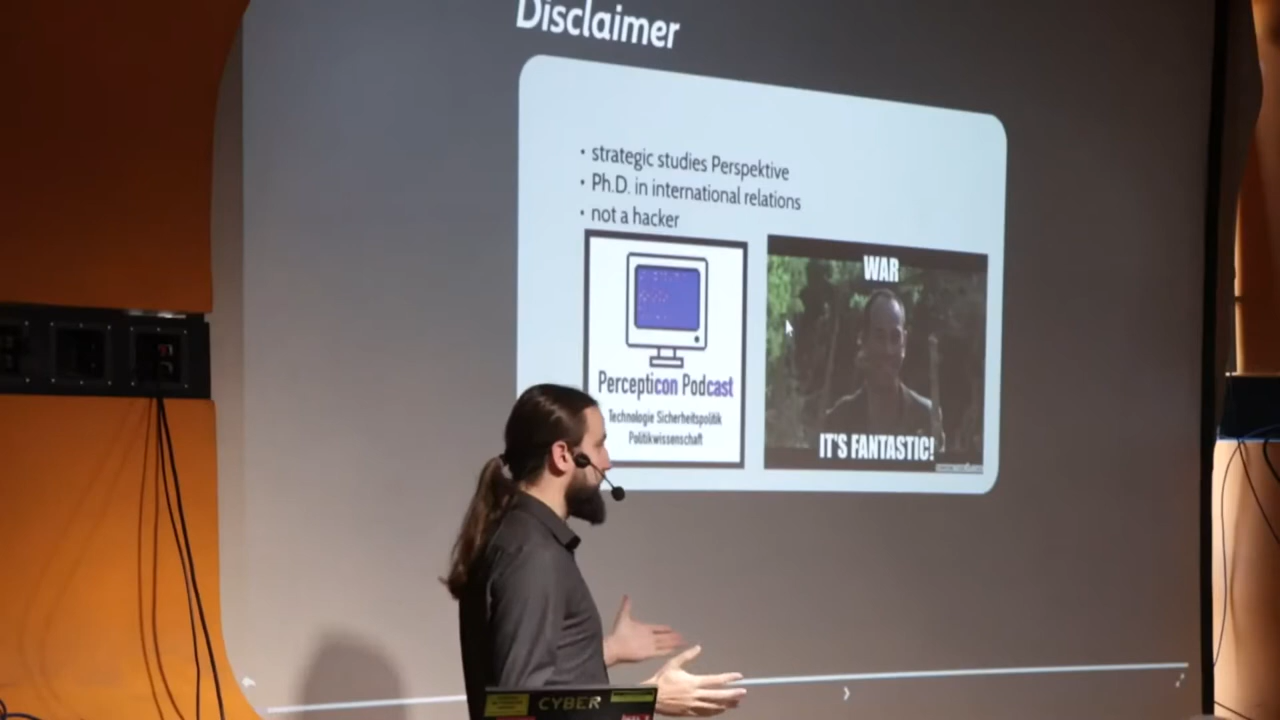 Disclaimer
• strategic studies Perspektive
• Ph.D. in international relations
• not a hacker
Percepticon Podcast
Technologie Sicherheitspolitik
Politikwissenschaft
WAR
IT'S FANTASTIC!
CYBER